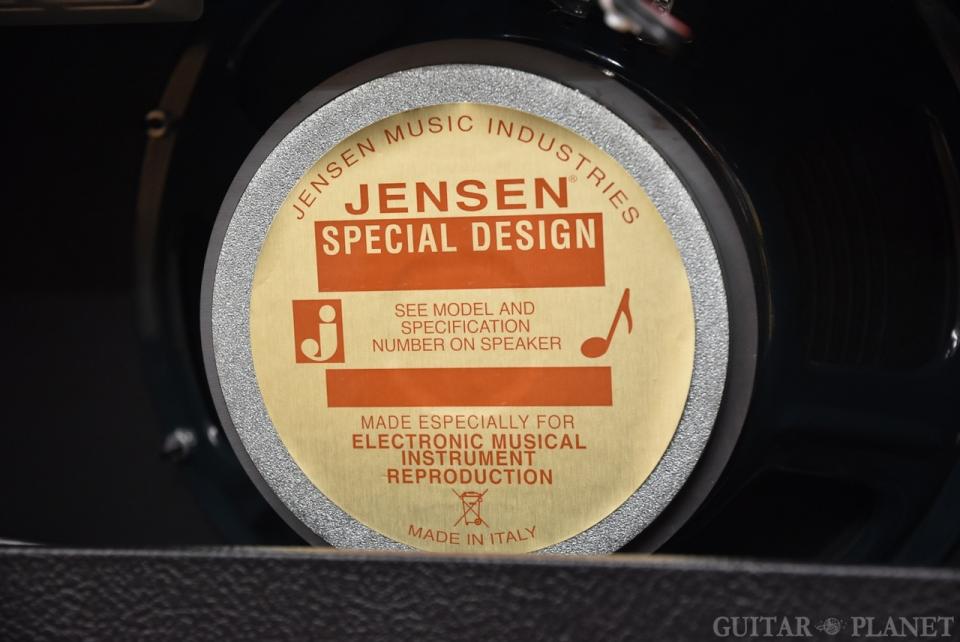 JENSEN MUSIC INDUSTRIES
JENSEN®
SPECIAL DESIGN
j
SEE MODEL AND
SPECIFICATION
NUMBER ON SPEAKER
MADE ESPECIALLY FOR
ELECTRONIC MUSICAL
INSTRUMENT
REPRODUCTION
MADE IN ITALY
GUITAR PLANET